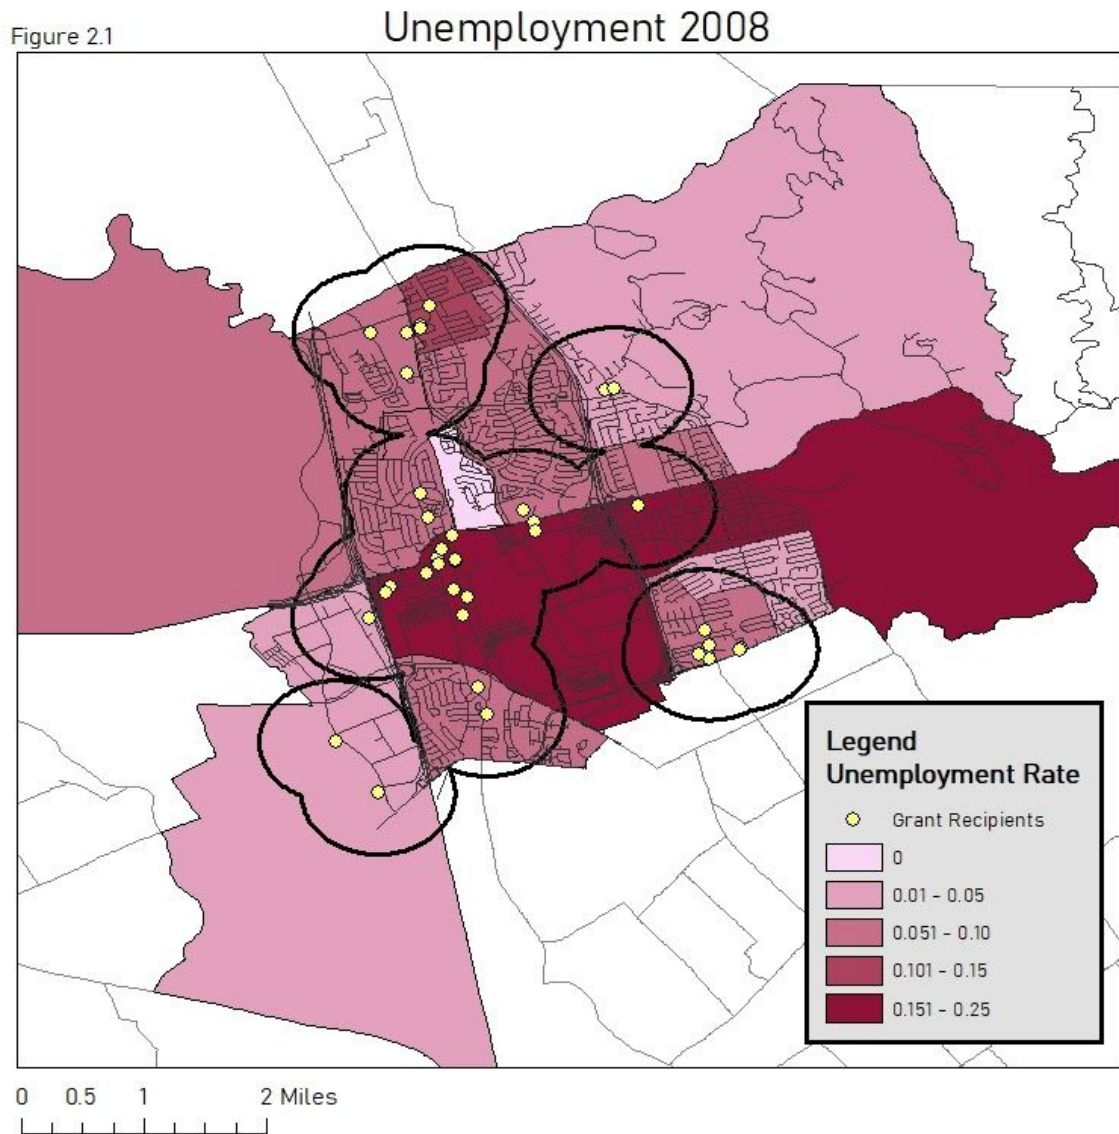 Figure 2.1
Unemployment 2008
Legend
Unemployment Rate
Grant Recipients
0
0.01 - 0.05
0.051 - 0.10
0.101 - 0.15
0.151 - 0.25
0 0.5 1 2 Miles